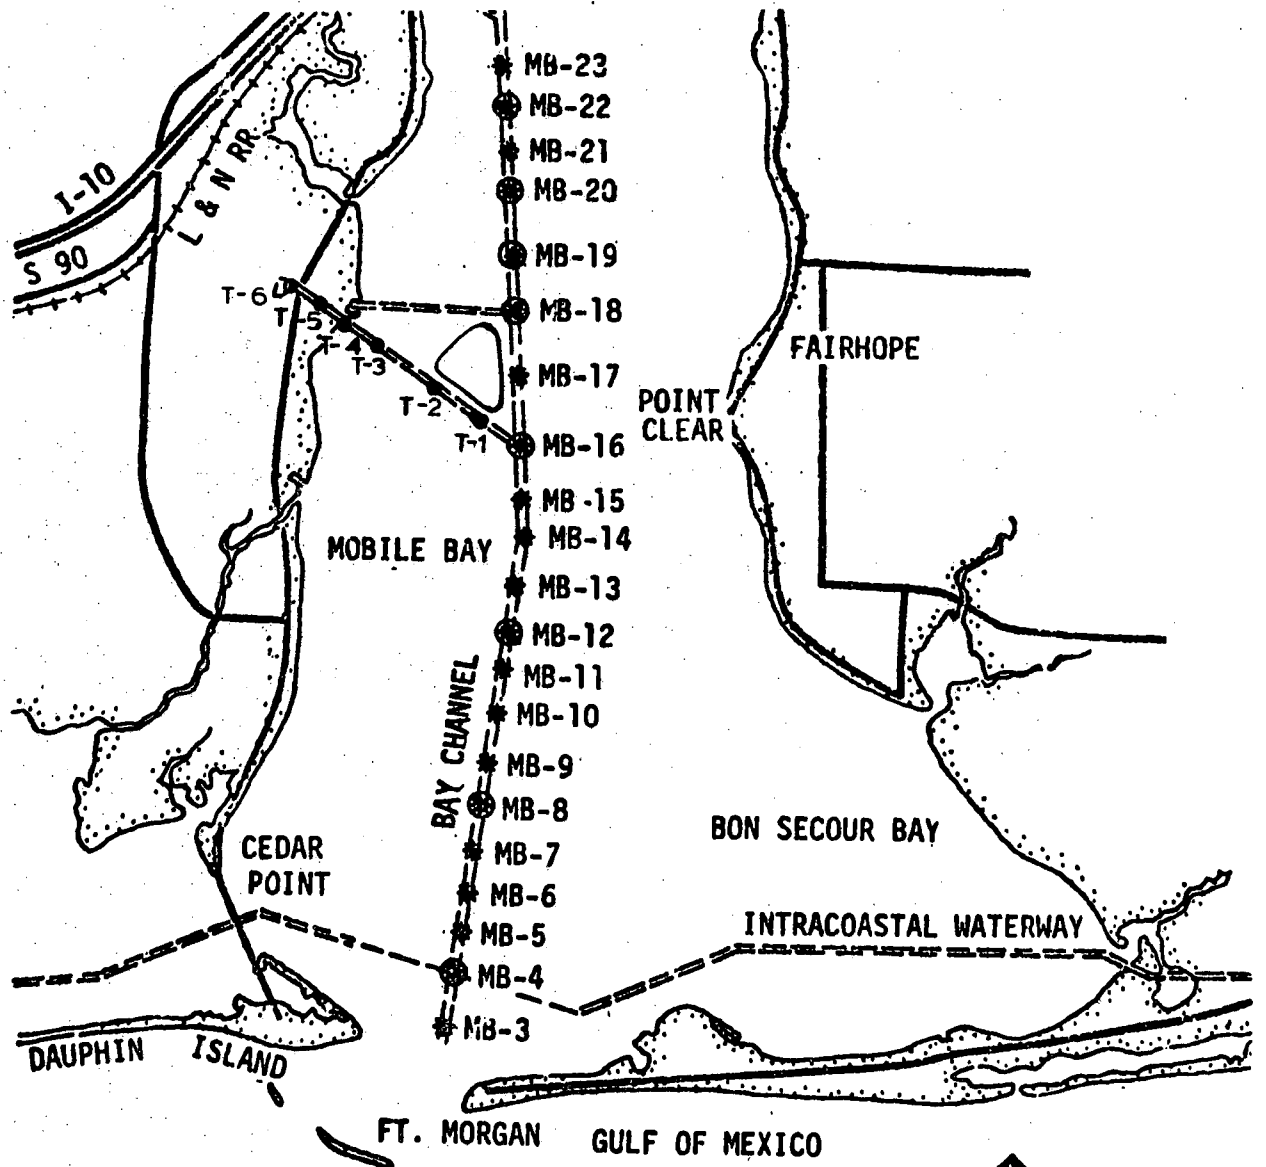 MB-23
MB-22
MB-21
MB-20
I-10
L & N RR
MB-19
S 90
T-6
MB-18
T-5
T-4
T-3
FAIRHOPE
MB-17
T-2
POINT
CLEAR
T-1
MB-16
MB-15
MB-14
MOBILE BAY
MB-13
MB-12
MB-11
MB-10
BAY CHANNEL
MB-9
MB-8
BON SECOUR BAY
CEDAR
POINT
MB-7
MB-6
INTRACOASTAL WATERWAY
MB-5
MB-4
MB-3
DAUPHIN ISLAND
FT. MORGAN
GULF OF MEXICO